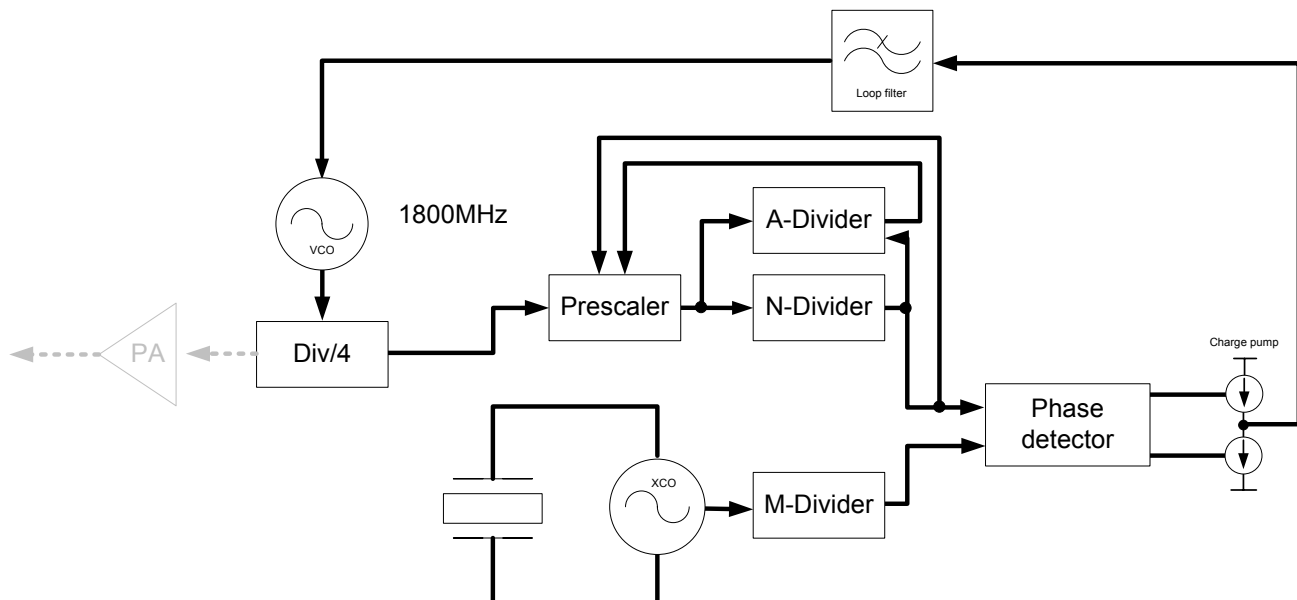 Loop filter
VCO
1800MHz
A-Divider
Prescaler
N-Divider
PA
Div/4
Charge pump
Phase
detector
XCO
M-Divider